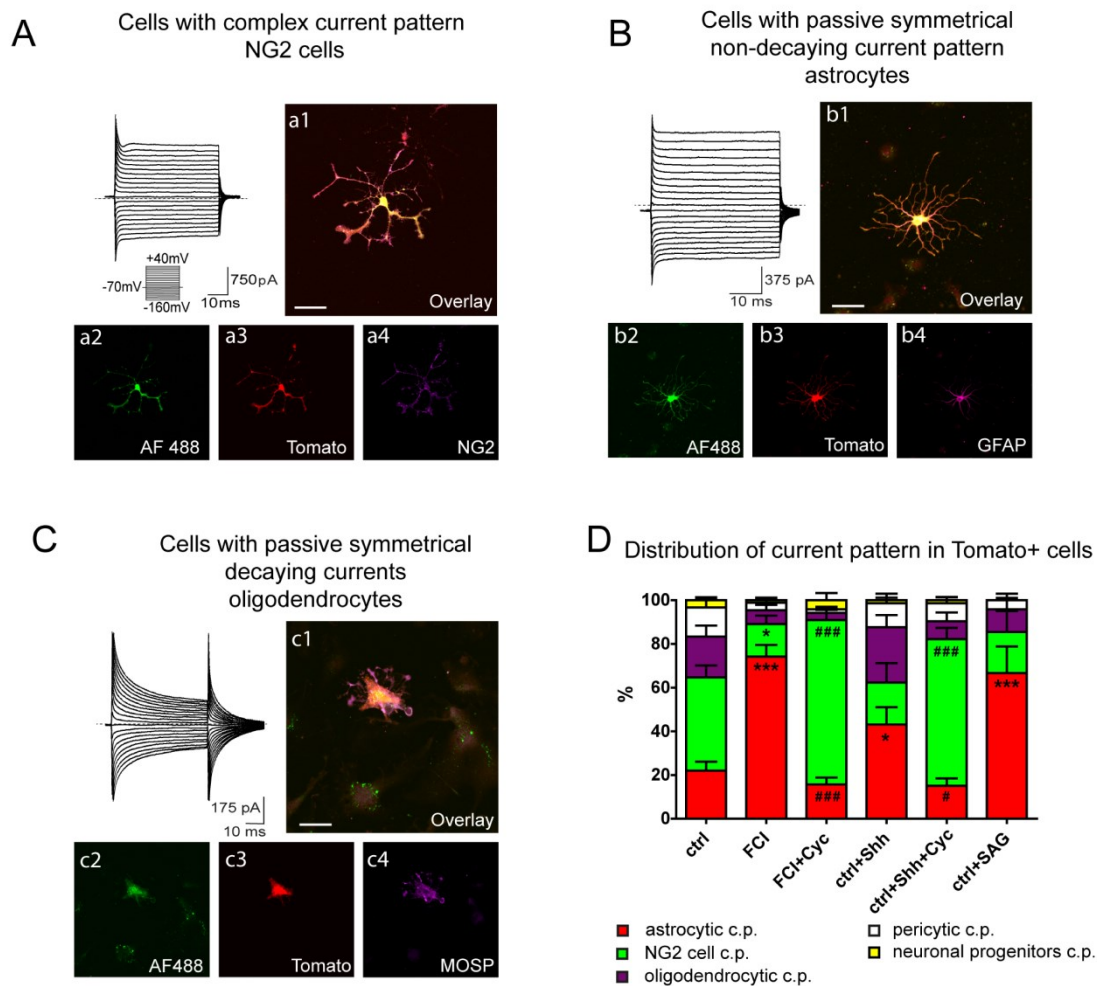 A
Cells with complex current pattern
NG2 cells
+40mV
-70mV
-160mV
750pA
10ms
a1
Overlay
a2
AF 488
a3
Tomato
a4
NG2
B
Cells with passive symmetrical
non-decaying current pattern
astrocytes
375 pA
10 ms
b1
Overlay
b2
AF488
b3
Tomato
b4
GFAP
C
Cells with passive symmetrical
decaying currents
oligodendrocytes
175 pA
10 ms
c1
Overlay
c2
AF488
c3
Tomato
c4
MOSP
D
Distribution of current pattern in Tomato+ cells
%
100
80
60
40
20
0
*
***
###
###
*
###
#
***
ctrl
FCI
FCI+Cyc
ctrl+Shh
ctrl+Shh+Cyc
ctrl+SAG
astrocytic c.p.
NG2 cell c.p.
oligodendrocytic c.p.
pericytic c.p.
neuronal progenitors c.p.